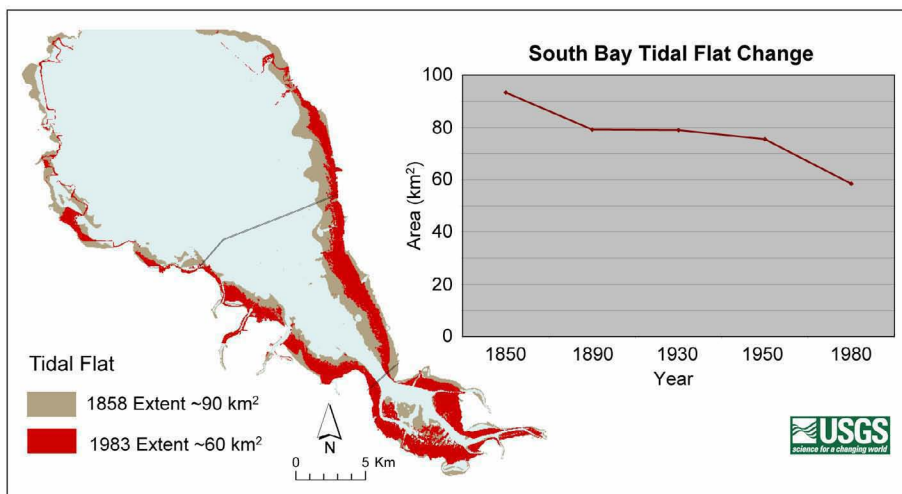 South Bay Tidal Flat Change
100
80
60
40
20
0
Area (km²)
1850 1890 1930 1950 1980
Year
Tidal Flat
1858 Extent ~90 km²
1983 Extent ~60 km²
N
0 5 Km
USGS
science for a changing world